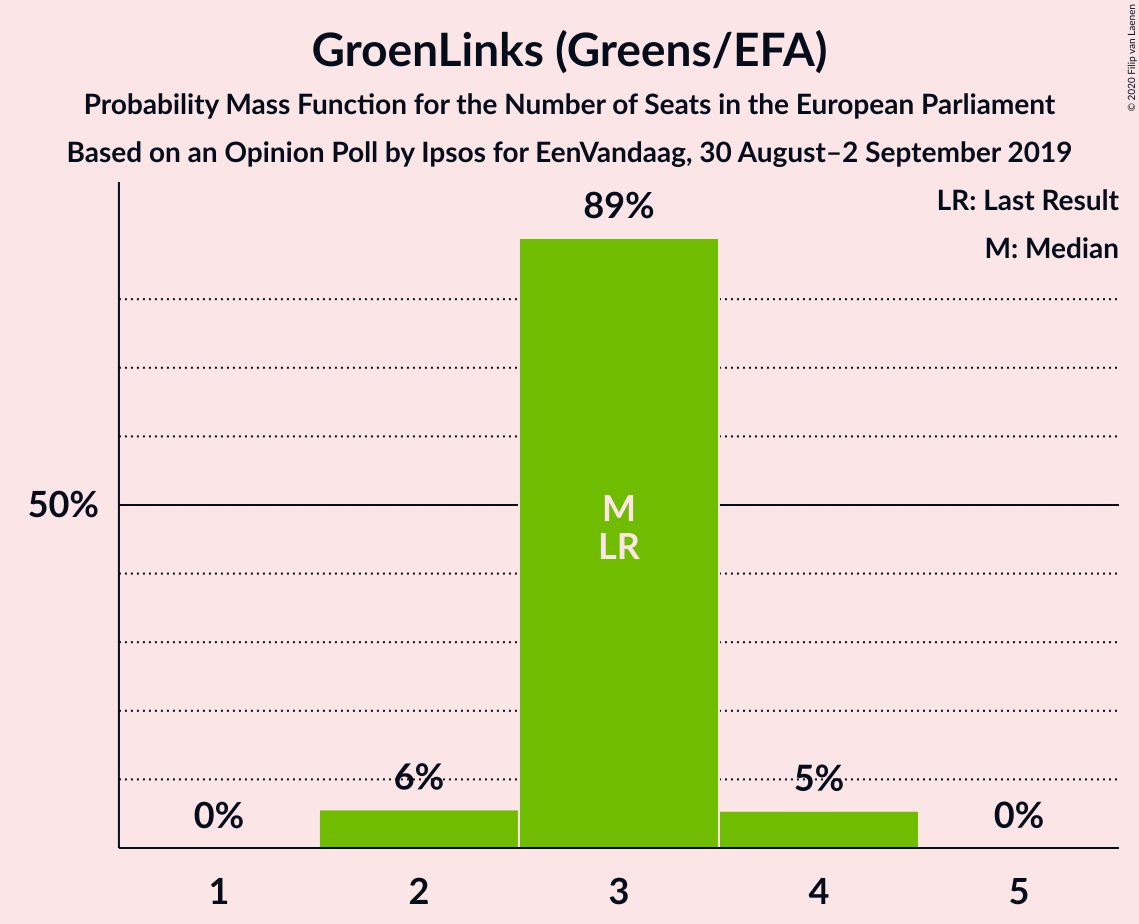 GroenLinks (Greens/EFA)
Probability Mass Function for the Number of Seats in the European Parliament
Based on an Opinion Poll by Ipsos for EenVandaag, 30 August–2 September 2019
© 2020 Filip van Laenen
LR: Last Result
M: Median
89%
50%
M
LR
6%
5%
0%
0%
1
2
3
4
5